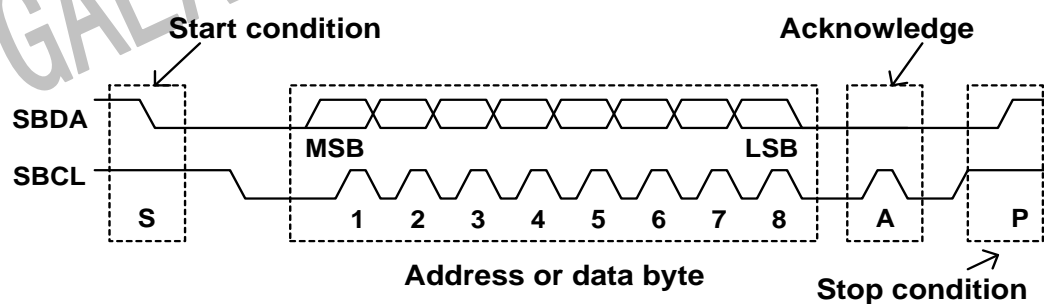 Start condition
Acknowledge
SBDA
MSB
LSB
SBCL
S
1 2 3 4 5 6 7 8
A
P
Address or data byte
Stop condition